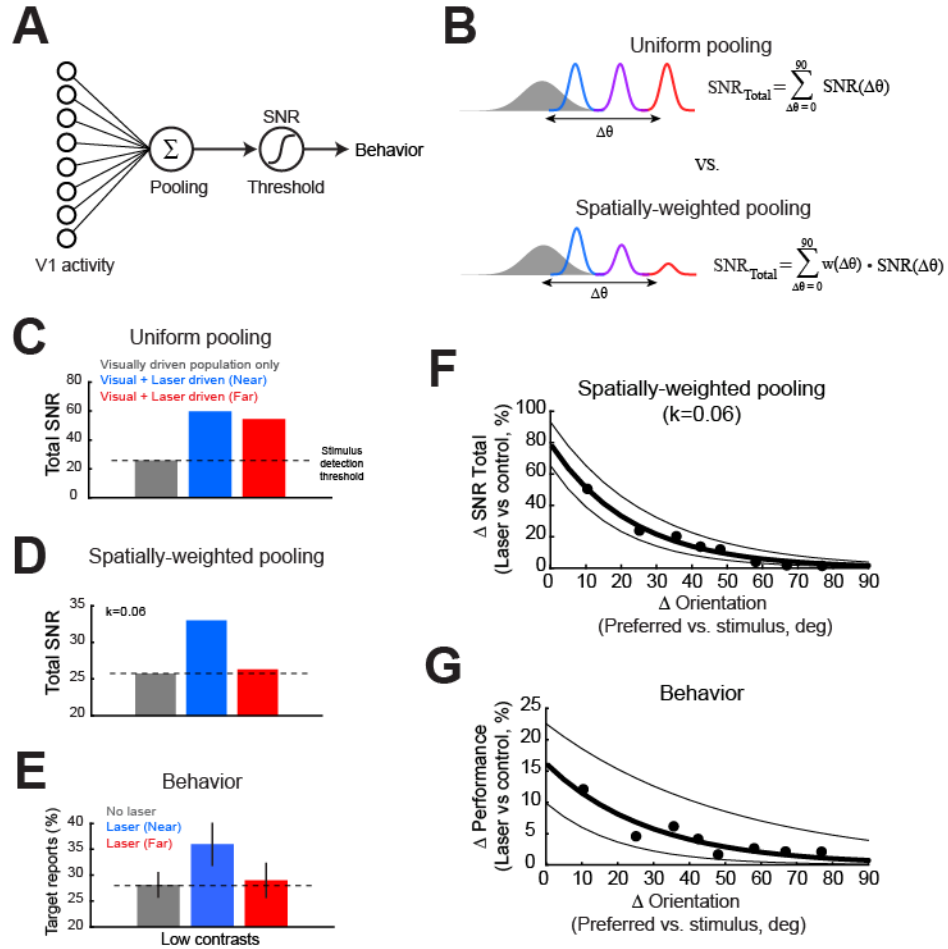 A
SNR
Σ
Pooling
Threshold
Behavior
V1 activity
B
Uniform pooling
SNR_Total = ∑ SNR(Δθ)
90
Δθ = 0
Δθ
vs.
Spatially-weighted pooling
SNR_Total = ∑ w(Δθ) • SNR(Δθ)
90
Δθ = 0
Δθ
C
Uniform pooling
Visually driven population only
Visual + Laser driven (Near)
Visual + Laser driven (Far)
Total SNR
80
60
40
20
0
Stimulus
detection
threshold
D
Spatially-weighted pooling
k=0.06
Total SNR
35
30
25
20
E
Behavior
No laser
Laser (Near)
Laser (Far)
Target reports (%)
40
35
30
25
20
Low contrasts
F
Spatially-weighted pooling
(k=0.06)
Δ SNR Total
(Laser vs control, %)
100
80
60
40
20
0
0 10 20 30 40 50 60 70 80 90
Δ Orientation
(Preferred vs. stimulus, deg)
G
Behavior
Δ Performance
(Laser vs control, %)
25
20
15
10
5
0
0 10 20 30 40 50 60 70 80 90
Δ Orientation
(Preferred vs. stimulus, deg)